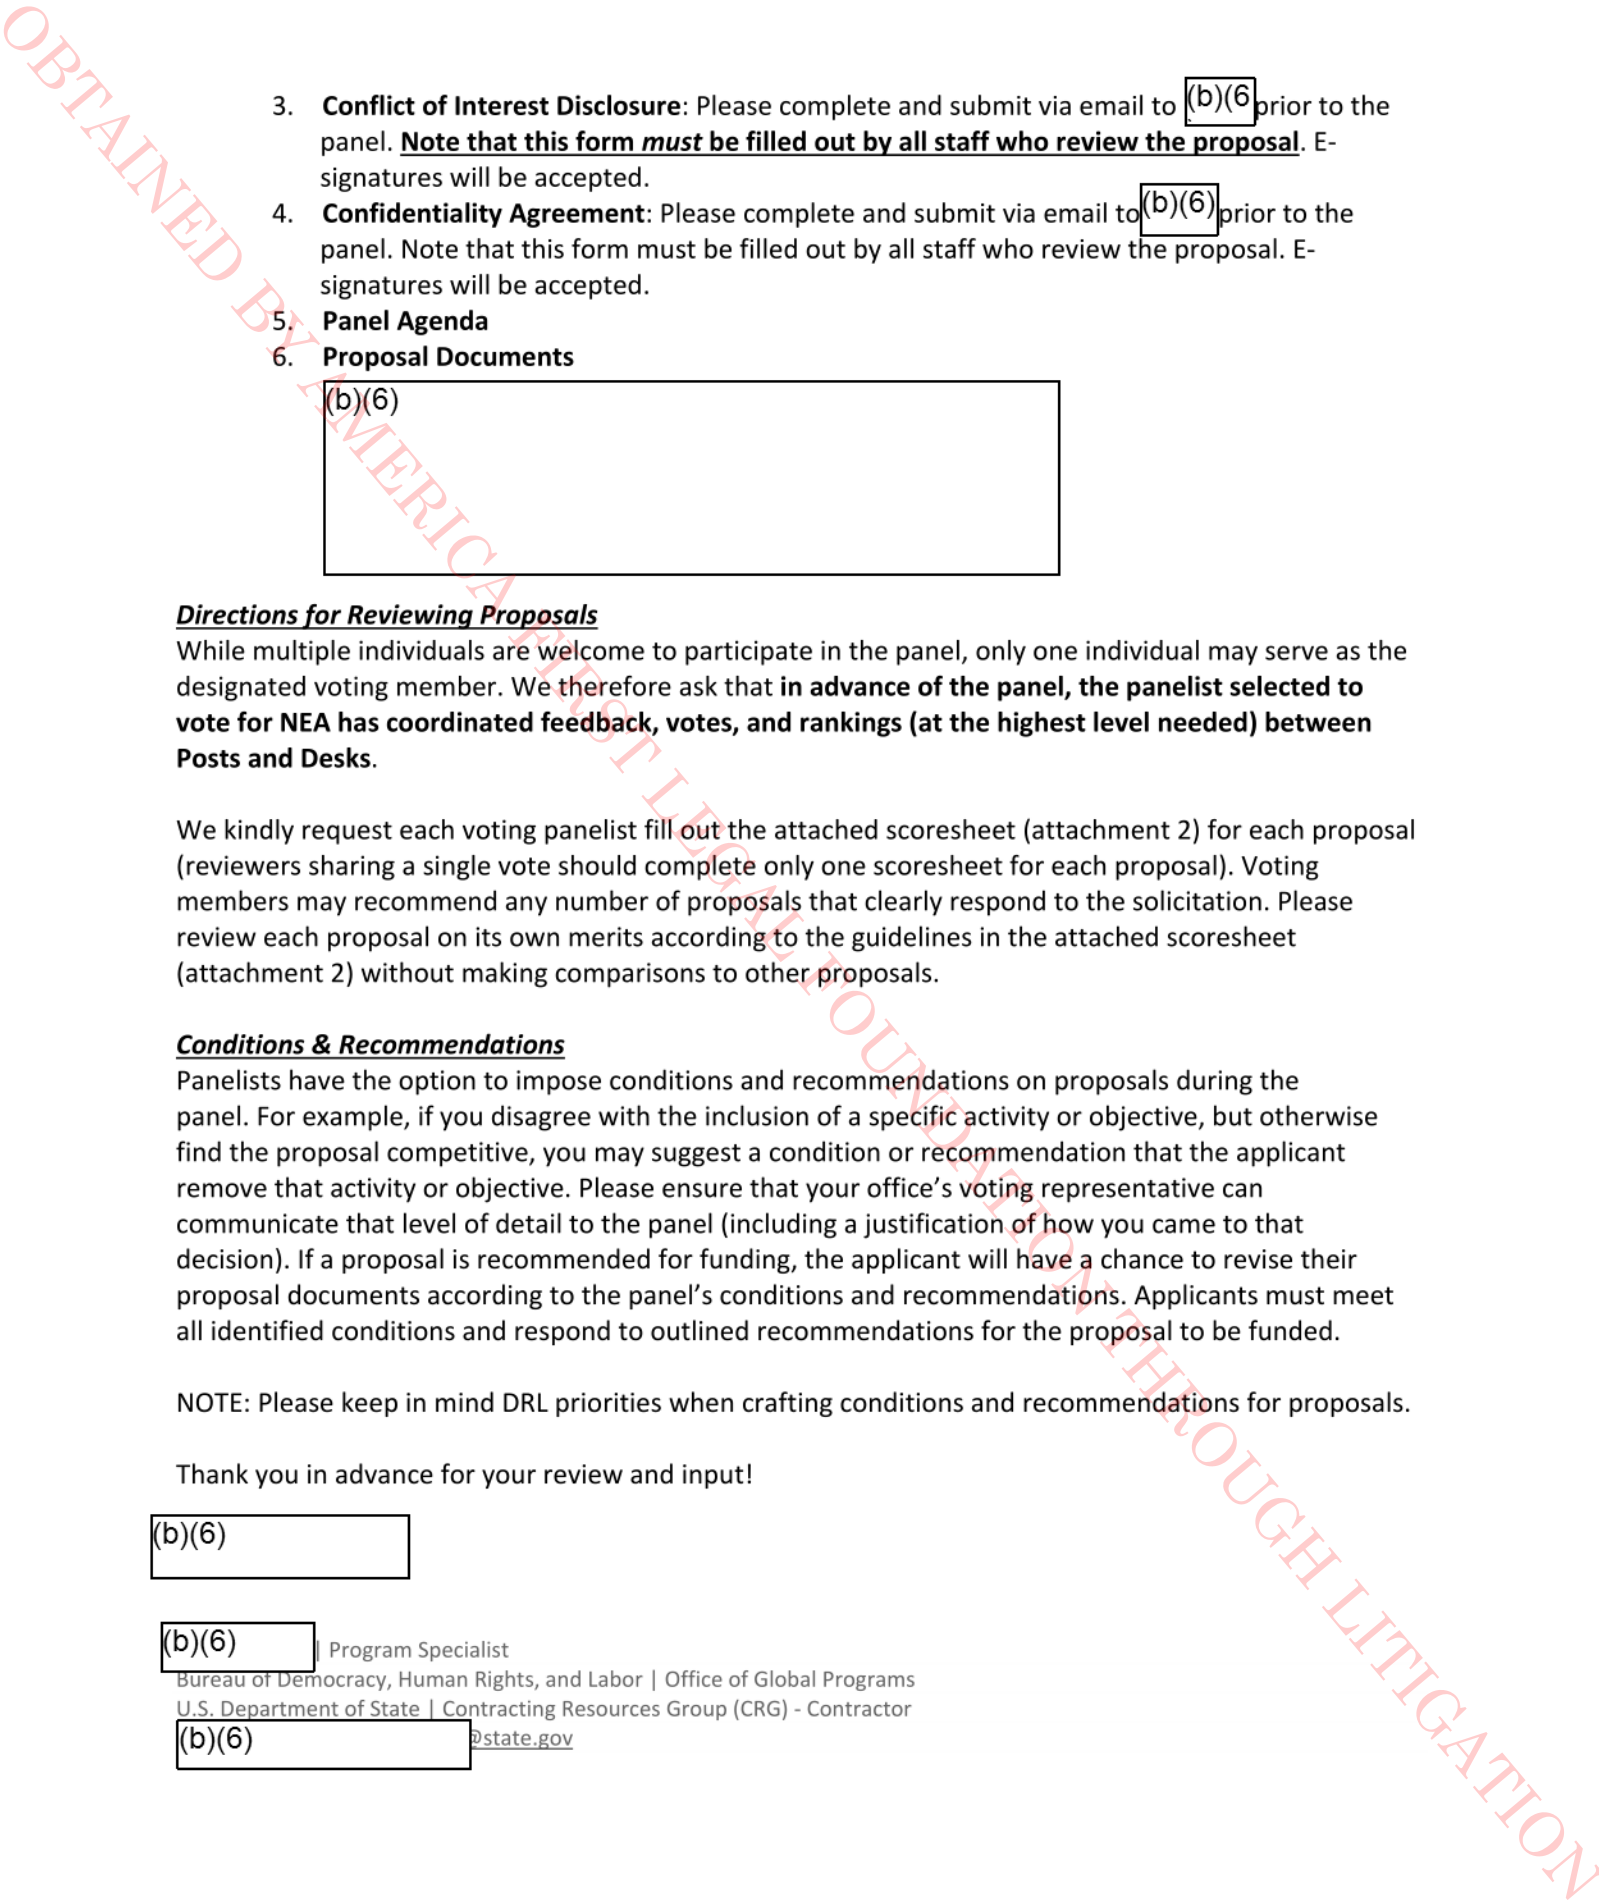 3. Conflict of Interest Disclosure: Please complete and submit via email to (b)(6 prior to the
panel. Note that this form must be filled out by all staff who review the proposal. E-
signatures will be accepted.
4. Confidentiality Agreement: Please complete and submit via email to (b)(6) prior to the
panel. Note that this form must be filled out by all staff who review the proposal. E-
signatures will be accepted.
5. Panel Agenda
6. Proposal Documents
(b)(6)
Directions for Reviewing Proposals
While multiple individuals are welcome to participate in the panel, only one individual may serve as the
designated voting member. We therefore ask that in advance of the panel, the panelist selected to
vote for NEA has coordinated feedback, votes, and rankings (at the highest level needed) between
Posts and Desks.
We kindly request each voting panelist fill out the attached scoresheet (attachment 2) for each proposal
(reviewers sharing a single vote should complete only one scoresheet for each proposal). Voting
members may recommend any number of proposals that clearly respond to the solicitation. Please
review each proposal on its own merits according to the guidelines in the attached scoresheet
(attachment 2) without making comparisons to other proposals.
Conditions & Recommendations
Panelists have the option to impose conditions and recommendations on proposals during the
panel. For example, if you disagree with the inclusion of a specific activity or objective, but otherwise
find the proposal competitive, you may suggest a condition or recommendation that the applicant
remove that activity or objective. Please ensure that your office's voting representative can
communicate that level of detail to the panel (including a justification of how you came to that
decision). If a proposal is recommended for funding, the applicant will have a chance to revise their
proposal documents according to the panel's conditions and recommendations. Applicants must meet
all identified conditions and respond to outlined recommendations for the proposal to be funded.
NOTE: Please keep in mind DRL priorities when crafting conditions and recommendations for proposals.
Thank you in advance for your review and input!
(b)(6)
(b)(6) | Program Specialist
Bureau of Democracy, Human Rights, and Labor | Office of Global Programs
U.S. Department of State | Contracting Resources Group (CRG) - Contractor
(b)(6) @state.gov
OBTAINED BY AMERICA FIRST LEGAL FOUNDATION THROUGH LITIGATION